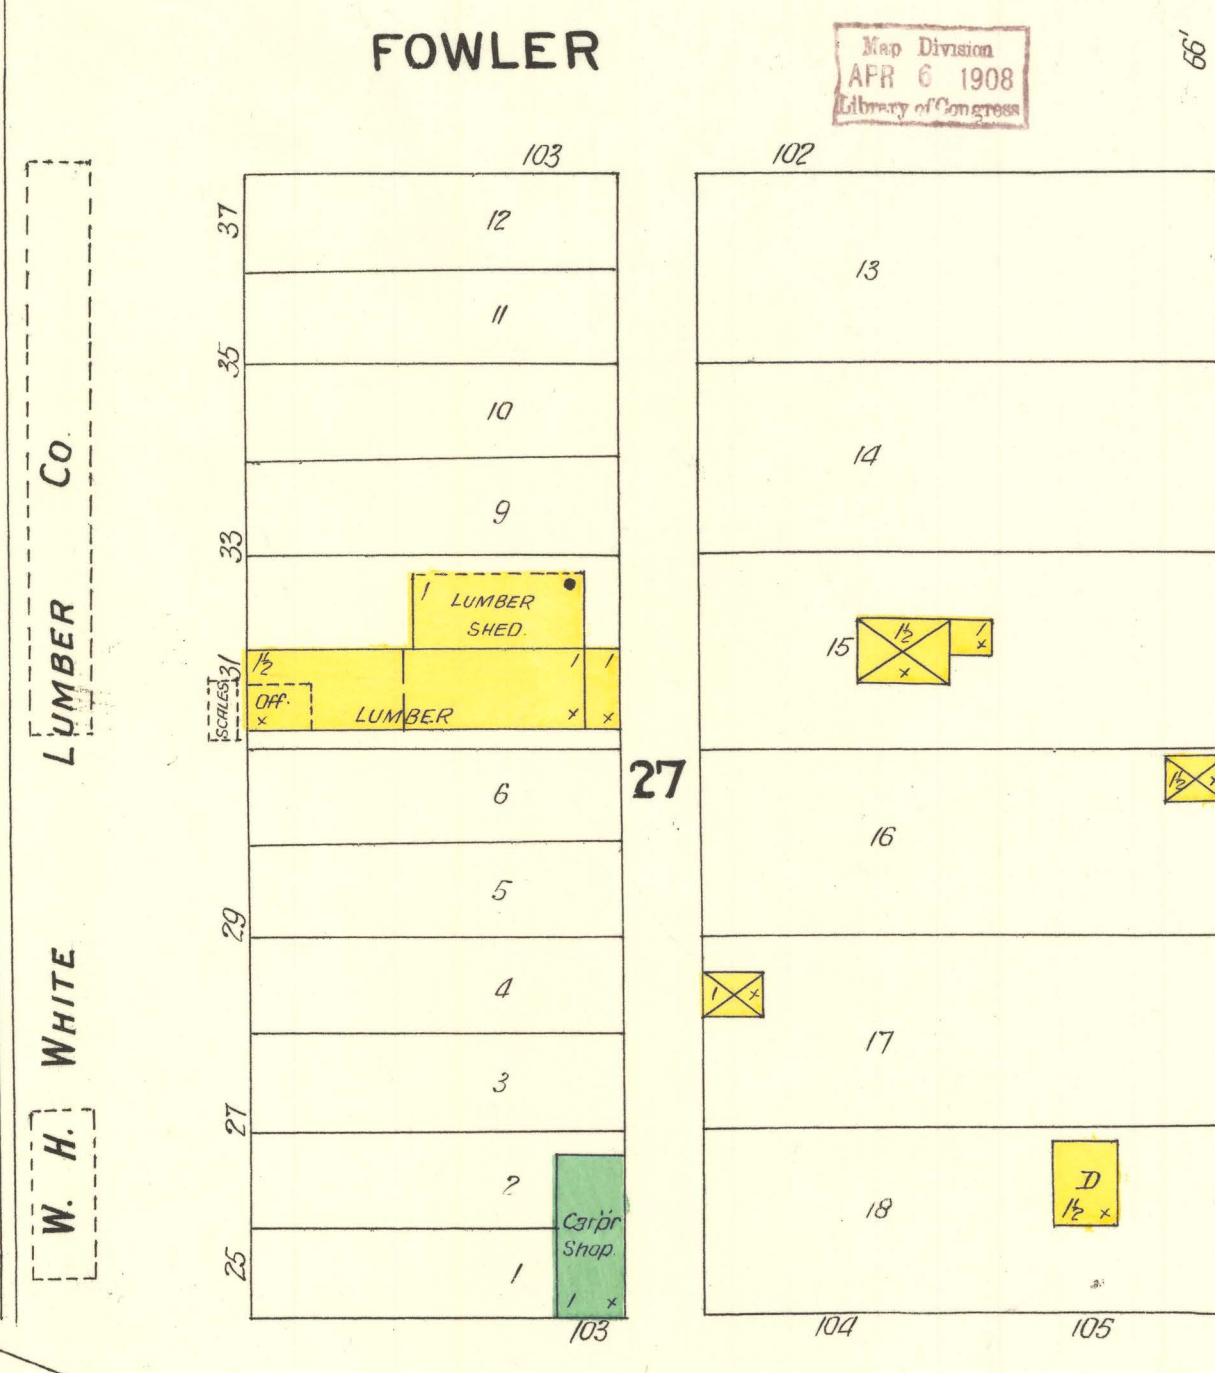 FOWLER
Map Division
APR 6 1908
Library of Congress
66'
103
102
37
12
13
11
35
10
14
9
33
1
LUMBER
SHED.
1½
1
1
31
SCALES
Off.
x
LUMBER
x
x
15
1½
x
1
x
27
6
1½
x
16
5
29
4
1 x
17
3
27
2
Carp'r
Shop.
1 x
1
25
18
D
1½ x
103
104
105
W. H. WHITE LUMBER CO.